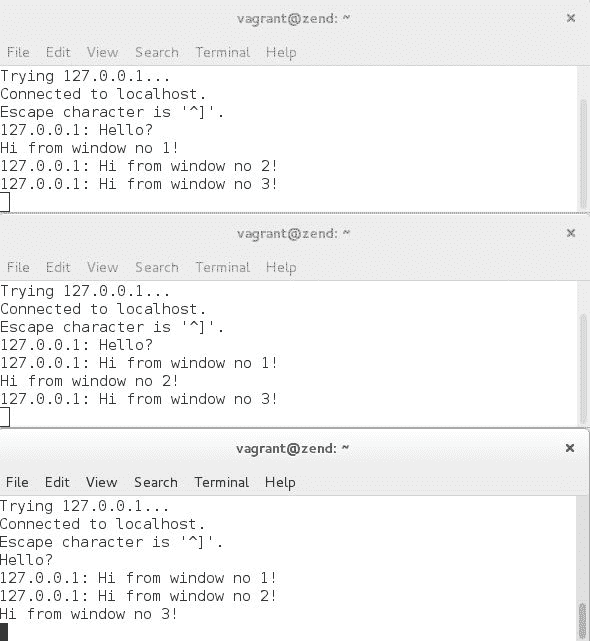 vagrant@zend: ~ ×
File Edit View Search Terminal Help
Trying 127.0.0.1...
Connected to localhost.
Escape character is '^]'.
127.0.0.1: Hello?
Hi from window no 1!
127.0.0.1: Hi from window no 2!
127.0.0.1: Hi from window no 3!
vagrant@zend: ~ ×
File Edit View Search Terminal Help
Trying 127.0.0.1...
Connected to localhost.
Escape character is '^]'.
127.0.0.1: Hello?
127.0.0.1: Hi from window no 1!
Hi from window no 2!
127.0.0.1: Hi from window no 3!
vagrant@zend: ~ ×
File Edit View Search Terminal Help
Trying 127.0.0.1...
Connected to localhost.
Escape character is '^]'.
Hello?
127.0.0.1: Hi from window no 1!
127.0.0.1: Hi from window no 2!
Hi from window no 3!